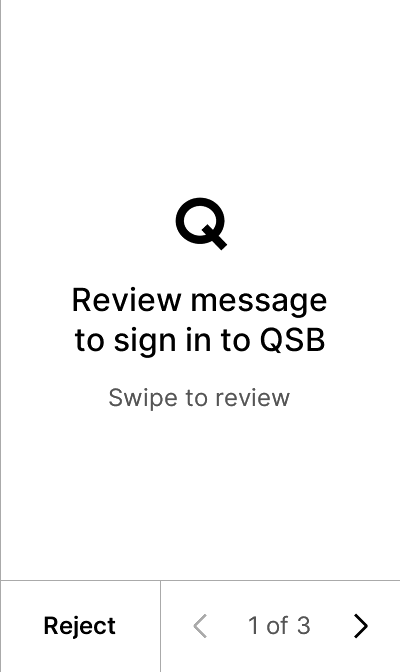 Q
Review message
to sign in to QSB
Swipe to review
Reject
1 of 3